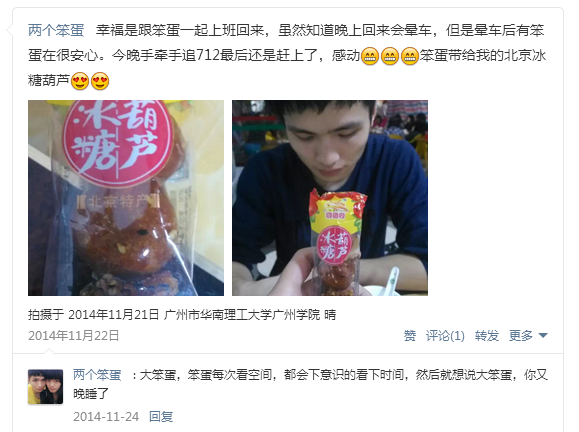 两个笨蛋 幸福是跟笨蛋一起上班回来，虽然知道晚上回来会晕车，但是晕车后有笨
蛋在很安心。今晚手牵手追712最后还是赶上了，感动😁😁😁笨蛋带给我的北京冰
糖葫芦😍😍
冰糖葫芦
北京特产
冰糖葫芦
拍摄于 2014年11月21日 广州市华南理工大学广州学院 晴
2014年11月22日 赞 评论(1) 转发 更多
两个笨蛋 ：大笨蛋，笨蛋每次看空间，都会下意识的看下时间，然后就想说大笨蛋，你又
晚睡了
2014-11-24 回复